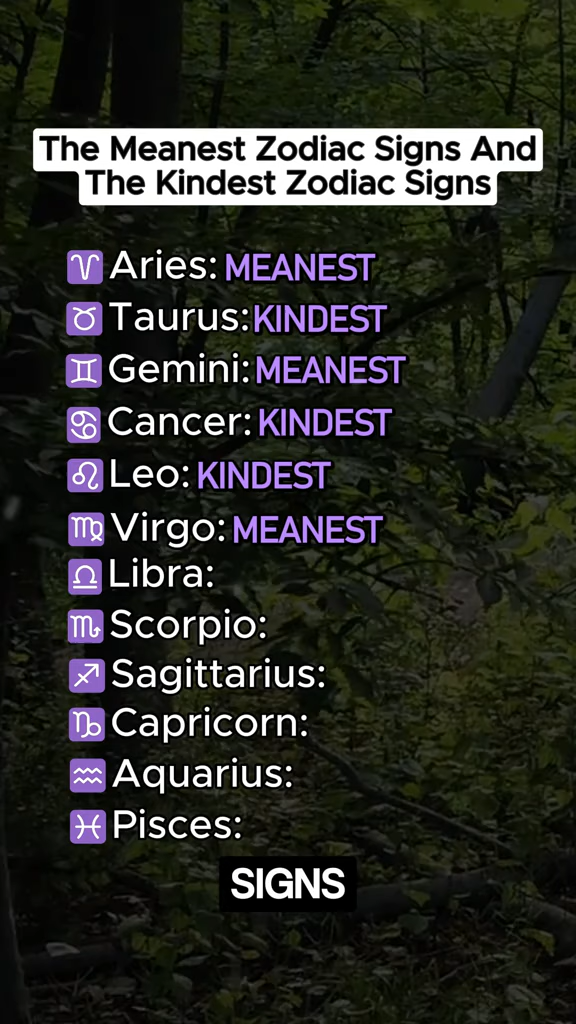 The Meanest Zodiac Signs And
The Kindest Zodiac Signs
♈ Aries: MEANEST
♉ Taurus: KINDEST
♊ Gemini: MEANEST
♋ Cancer: KINDEST
♌ Leo: KINDEST
♍ Virgo: MEANEST
♎ Libra:
♏ Scorpio:
♐ Sagittarius:
♑ Capricorn:
♒ Aquarius:
♓ Pisces:
SIGNS